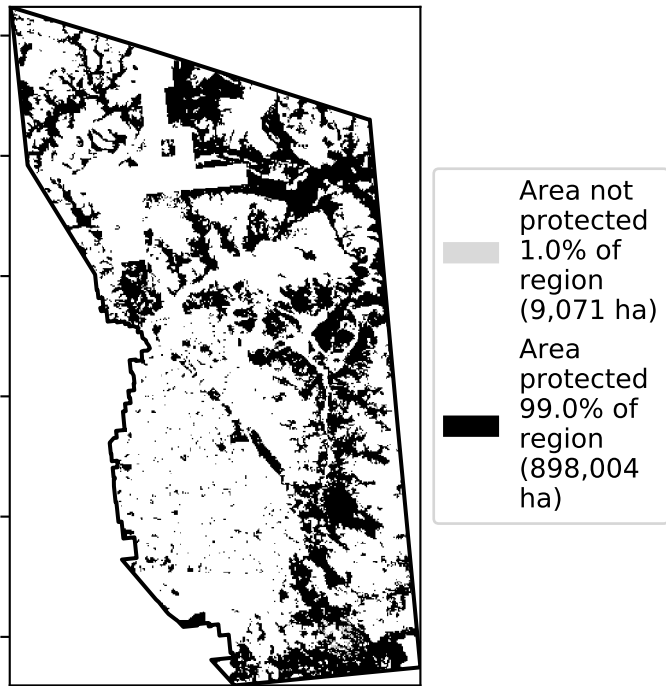 Area not
protected
1.0% of
region
(9,071 ha)
Area
protected
99.0% of
region
(898,004
ha)